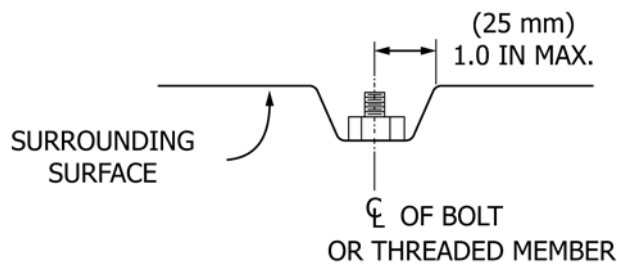 (25 mm)
1.0 IN MAX.
SURROUNDING
SURFACE
℄ OF BOLT
OR THREADED MEMBER